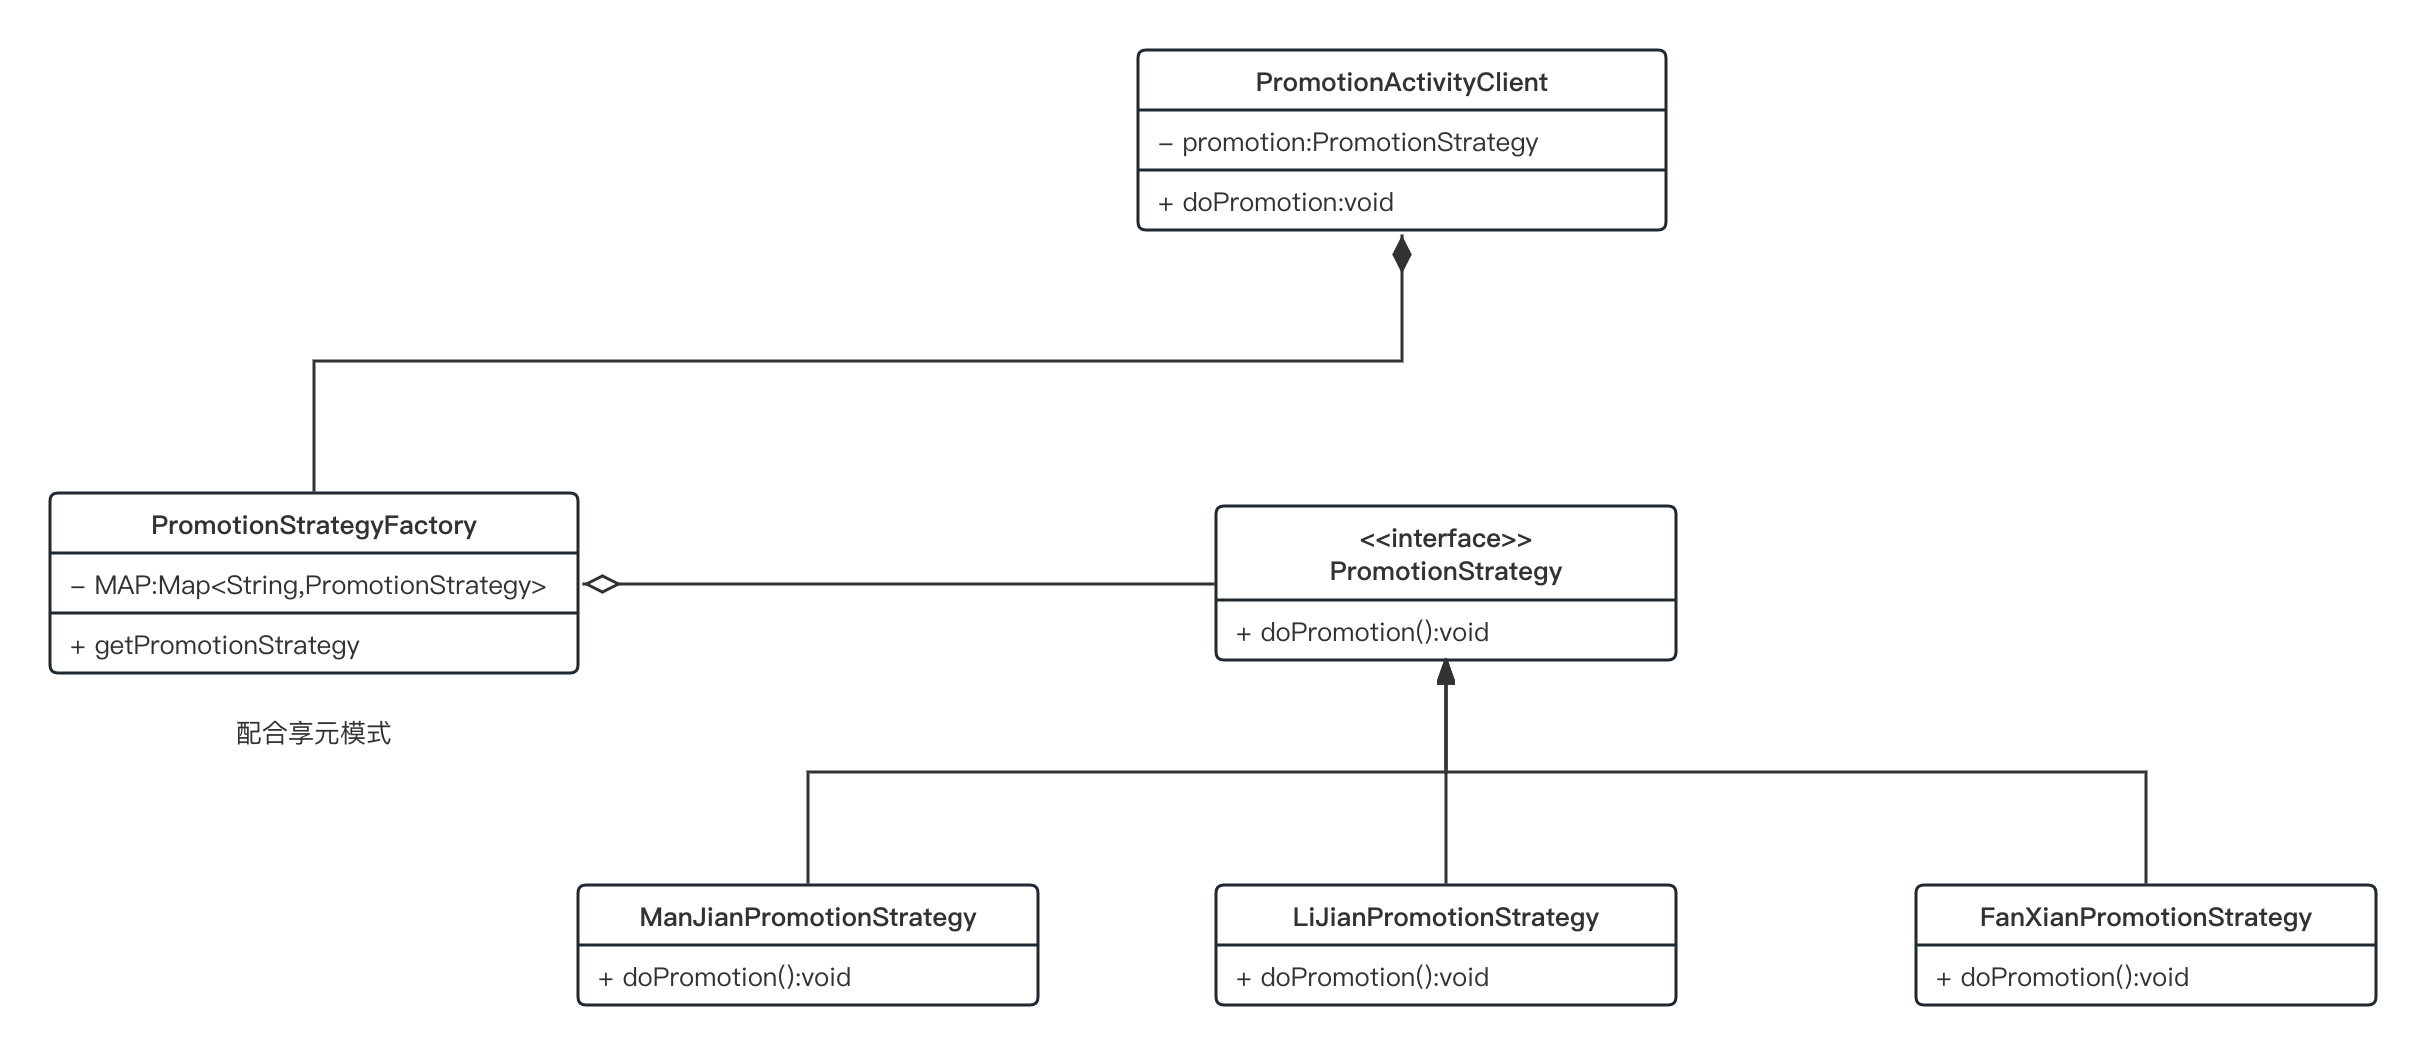 PromotionActivityClient
- promotion:PromotionStrategy
+ doPromotion:void
PromotionStrategyFactory
- MAP:Map<String,PromotionStrategy>
+ getPromotionStrategy
配合享元模式
<<interface>>
PromotionStrategy
+ doPromotion():void
ManJianPromotionStrategy
+ doPromotion():void
LiJianPromotionStrategy
+ doPromotion():void
FanXianPromotionStrategy
+ doPromotion():void